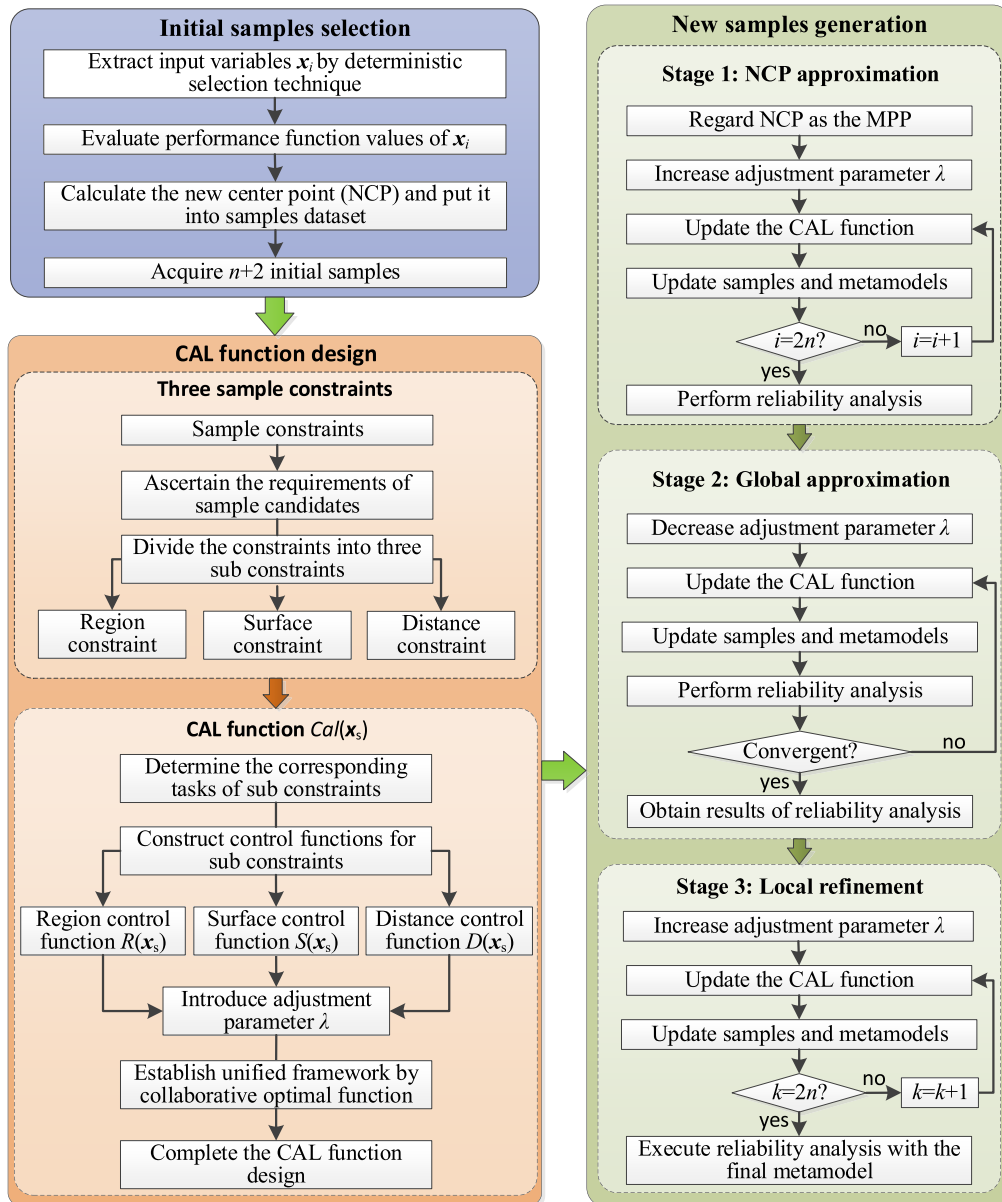 Initial samples selection
Extract input variables xi by deterministic
selection technique
Evaluate performance function values of xi
Calculate the new center point (NCP) and put it
into samples dataset
Acquire n+2 initial samples
CAL function design
Three sample constraints
Sample constraints
Ascertain the requirements of
sample candidates
Divide the constraints into three
sub constraints
Region
constraint
Surface
constraint
Distance
constraint
CAL function Cal(xs)
Determine the corresponding
tasks of sub constraints
Construct control functions for
sub constraints
Region control
function R(xs)
Surface control
function S(xs)
Distance control
function D(xs)
Introduce adjustment
parameter λ
Establish unified framework by
collaborative optimal function
Complete the CAL function
design
New samples generation
Stage 1: NCP approximation
Regard NCP as the MPP
Increase adjustment parameter λ
Update the CAL function
Update samples and metamodels
i=2n?
no
i=i+1
yes
Perform reliability analysis
Stage 2: Global approximation
Decrease adjustment parameter λ
Update the CAL function
Update samples and metamodels
Perform reliability analysis
Convergent?
no
yes
Obtain results of reliability analysis
Stage 3: Local refinement
Increase adjustment parameter λ
Update the CAL function
Update samples and metamodels
k=2n?
no
k=k+1
yes
Execute reliability analysis with the
final metamodel